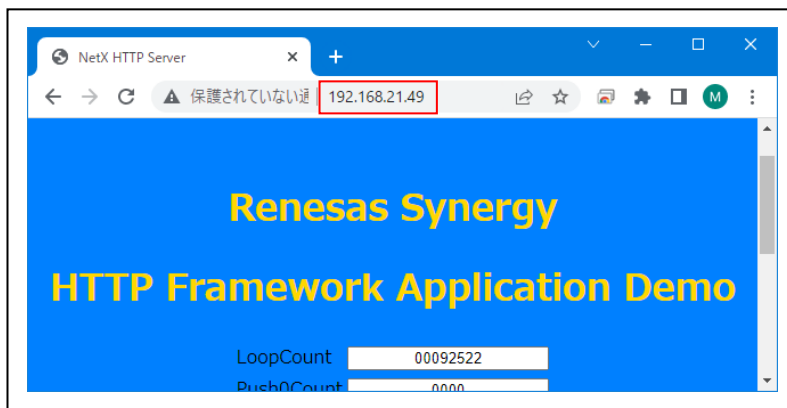 NetX HTTP Server
保護されていない通
192.168.21.49
M
Renesas Synergy
HTTP Framework Application Demo
LoopCount 00092522
Push0Count 0000